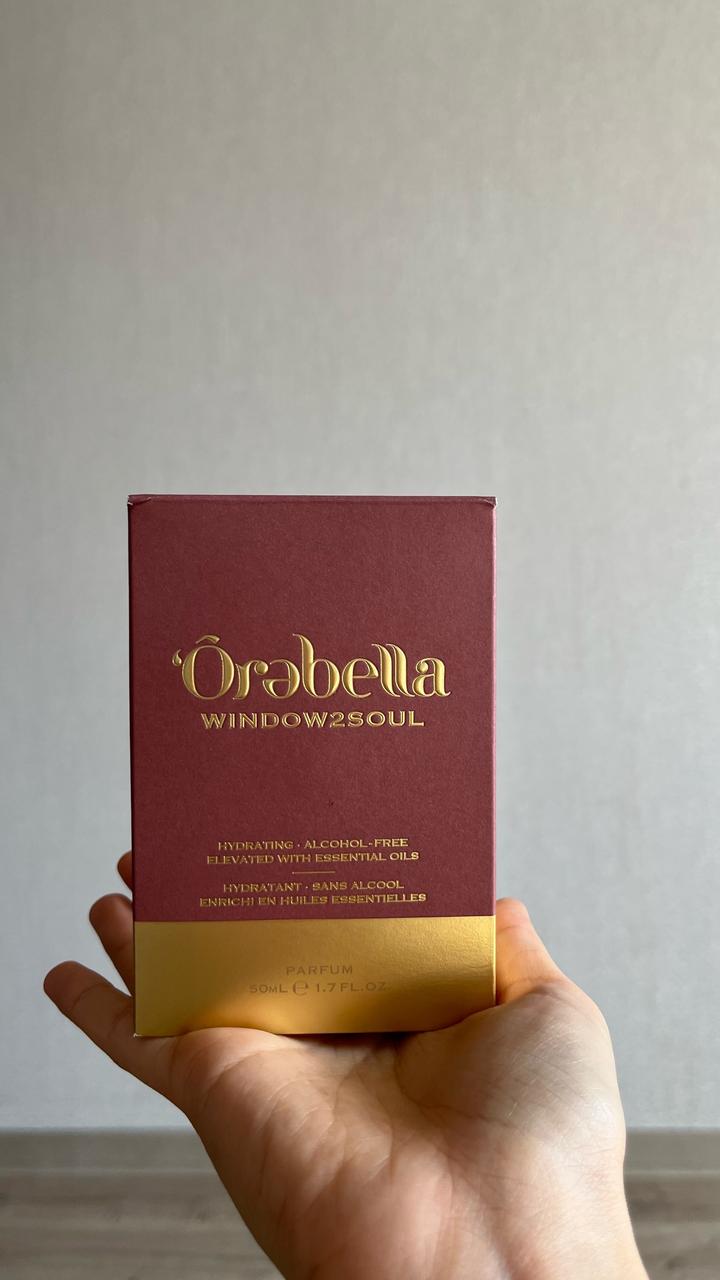 ‘Ôrəbella
WINDOW2SOUL
HYDRATING · ALCOHOL-FREE
ELEVATED WITH ESSENTIAL OILS
HYDRATANT · SANS ALCOOL
ENRICHI EN HUILES ESSENTIELLES
PARFUM
50ML ℮ 1.7 FL.OZ.